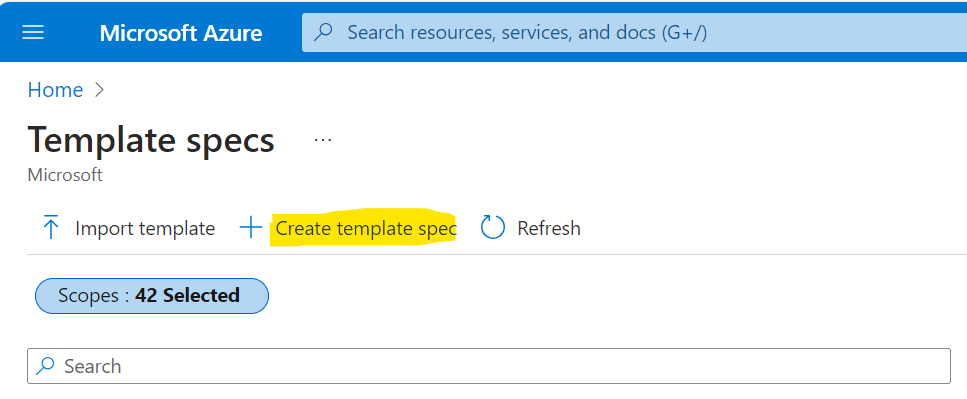 Microsoft Azure Search resources, services, and docs (G+/)
Home
Template specs ...
Microsoft
Import template Create template spec Refresh
Scopes : 42 Selected
Search